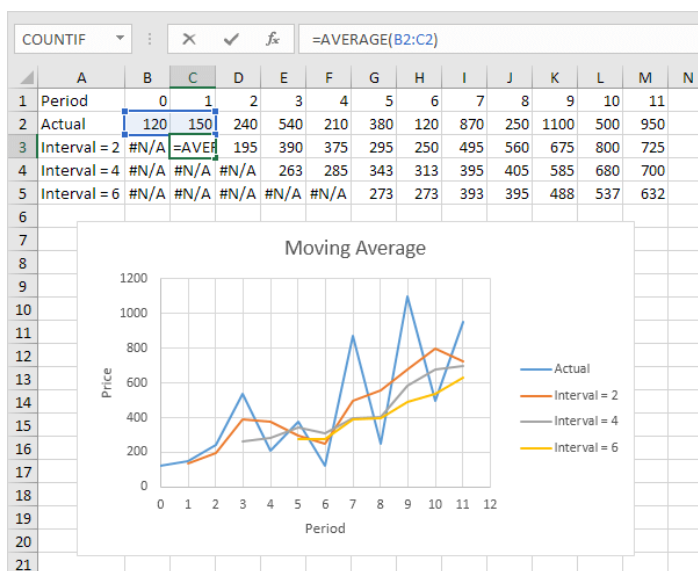 COUNTIF fx =AVERAGE(B2:C2)
A B C D E F G H I J K L M N
1 Period 0 1 2 3 4 5 6 7 8 9 10 11
2 Actual 120 150 240 540 210 380 120 870 250 1100 500 950
3 Interval = 2 #N/A =AVER 195 390 375 295 250 495 560 675 800 725
4 Interval = 4 #N/A #N/A #N/A 263 285 343 313 395 405 585 680 700
5 Interval = 6 #N/A #N/A #N/A #N/A #N/A 273 273 393 395 488 537 632
6
7
8
9
10
11
12
13
14
15
16
17
18
19
20
21
Moving Average
1200
1000
800
600
400
200
0
Price
0 1 2 3 4 5 6 7 8 9 10 11 12
Period
Actual
Interval = 2
Interval = 4
Interval = 6